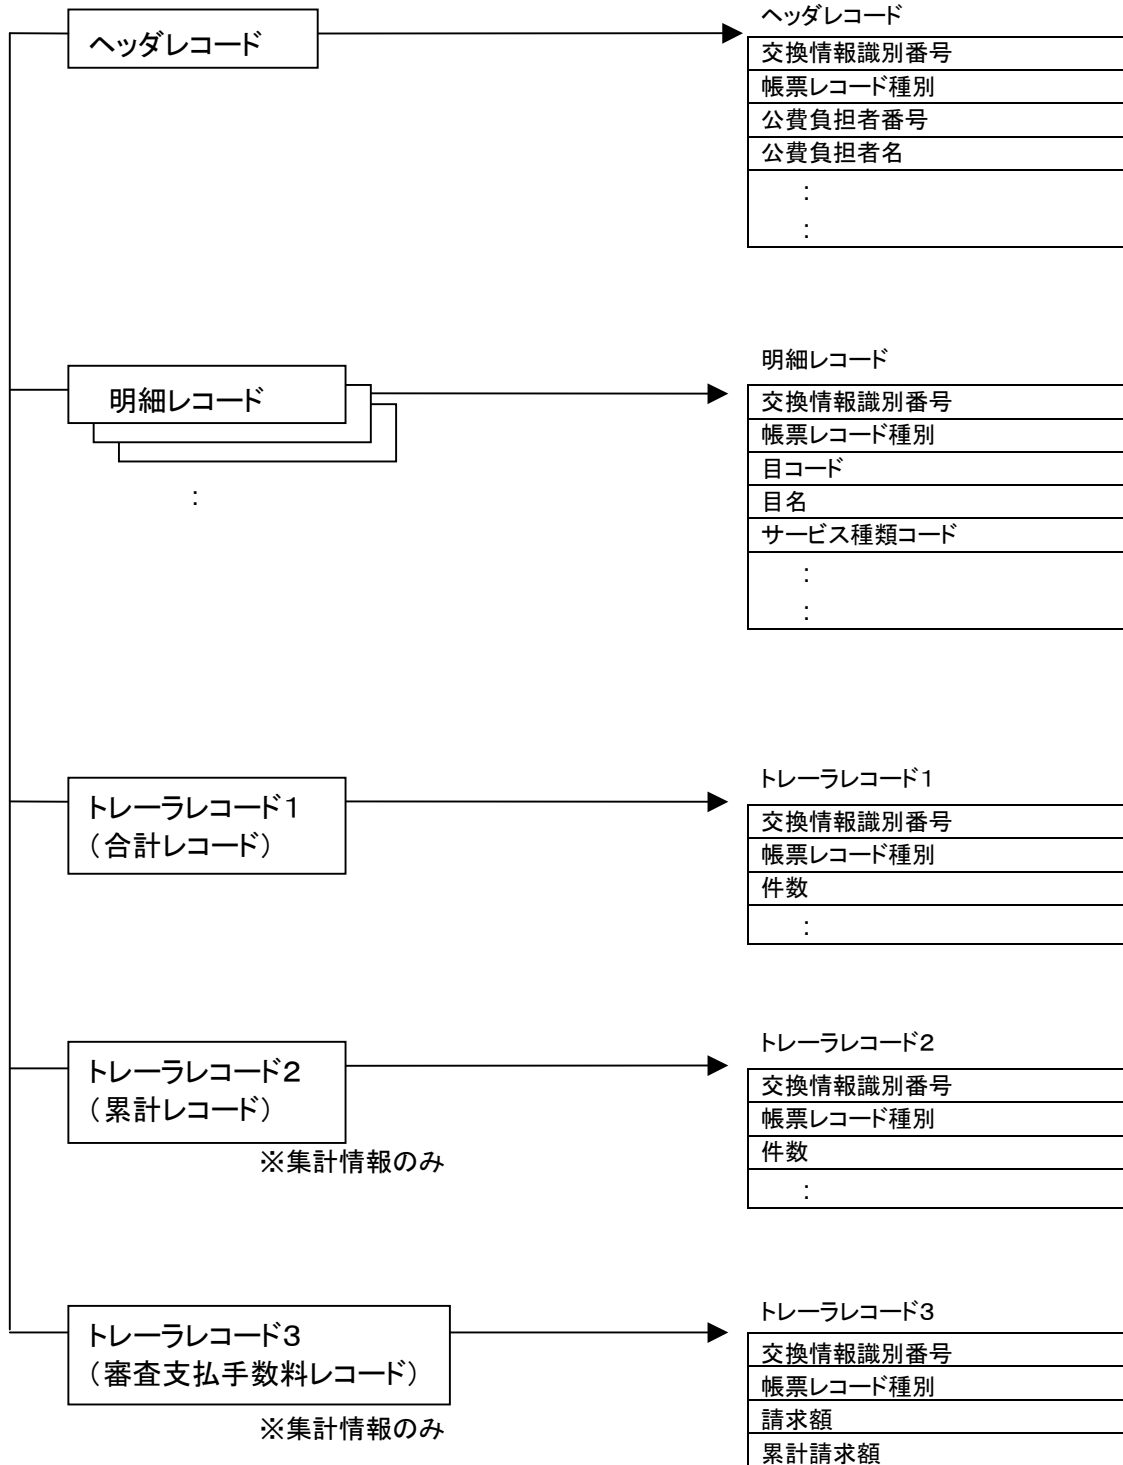 ヘッダレコード
ヘッダレコード
交換情報識別番号
帳票レコード種別
公費負担者番号
公費負担者名
:
:
明細レコード
:
明細レコード
交換情報識別番号
帳票レコード種別
目コード
目名
サービス種類コード
:
:
トレーラレコード１
（合計レコード）
トレーラレコード１
交換情報識別番号
帳票レコード種別
件数
:
トレーラレコード２
（累計レコード）
※集計情報のみ
トレーラレコード２
交換情報識別番号
帳票レコード種別
件数
:
トレーラレコード３
（審査支払手数料レコード）
※集計情報のみ
トレーラレコード３
交換情報識別番号
帳票レコード種別
請求額
累計請求額